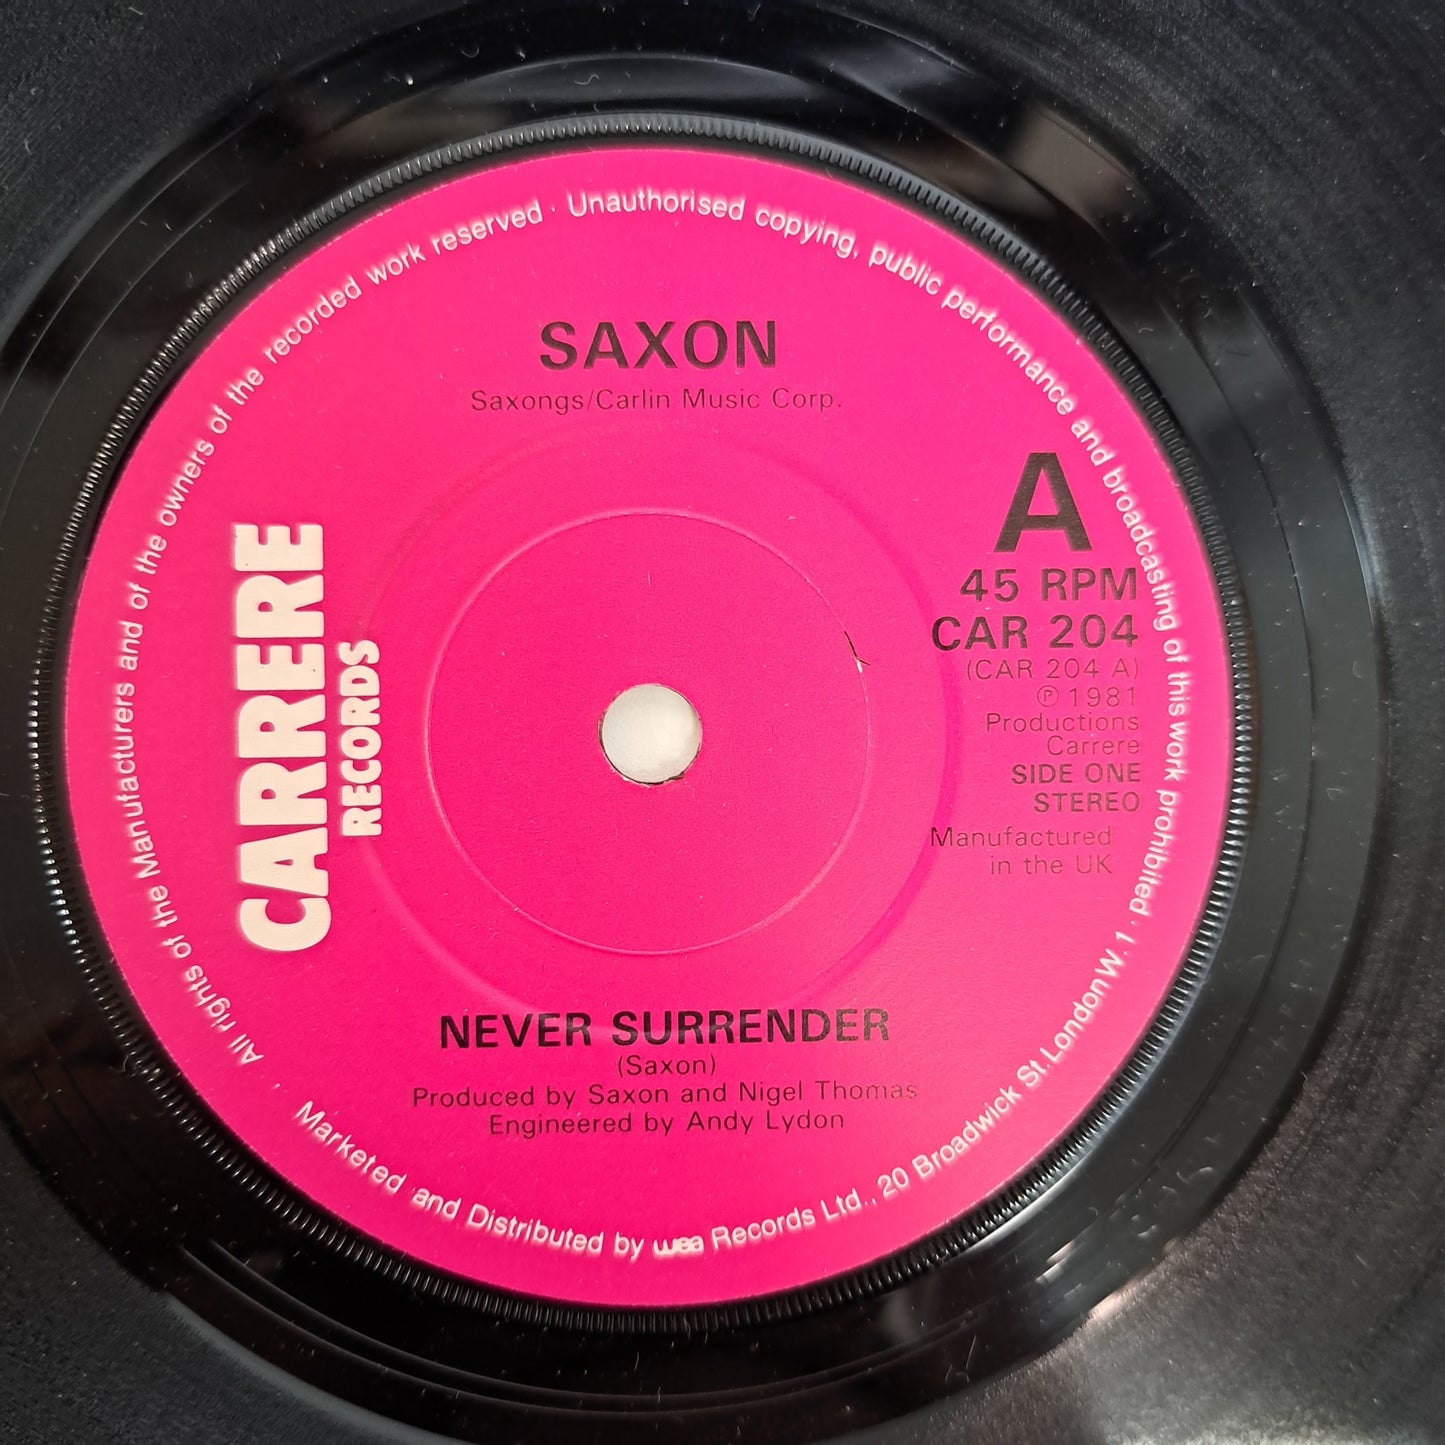 All rights of the Manufacturers and of the owners of the recorded work reserved · Unauthorised copying, public performance and broadcasting of this work prohibited ·
SAXON
Saxongs/Carlin Music Corp.
CARRERE
RECORDS
A
45 RPM
CAR 204
(CAR 204 A)
℗ 1981
Productions
Carrere
SIDE ONE
STEREO
Manufactured
in the UK
NEVER SURRENDER
(Saxon)
Produced by Saxon and Nigel Thomas
Engineered by Andy Lydon
Marketed and Distributed by wea Records Ltd., 20 Broadwick St. London W. 1 ·